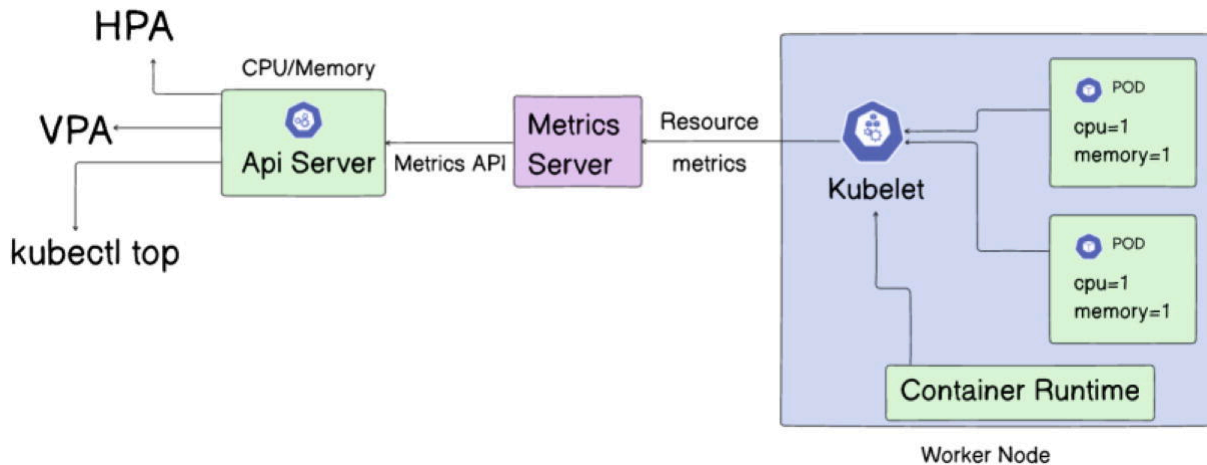 HPA
CPU/Memory
VPA
Api Server
kubectl top
Metrics API
Metrics
Server
Resource
metrics
Kubelet
POD
cpu=1
memory=1
POD
cpu=1
memory=1
Container Runtime
Worker Node